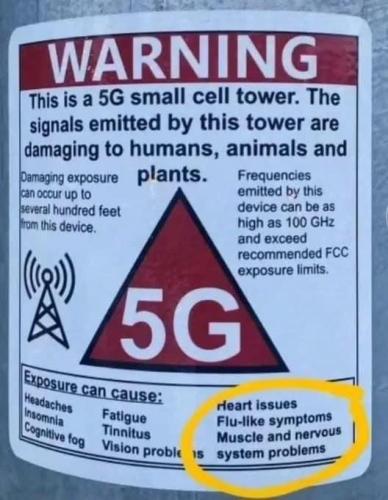 WARNING
This is a 5G small cell tower. The
signals emitted by this tower are
damaging to humans, animals and
plants.
Damaging exposure
can occur up to
several hundred feet
from this device.
Frequencies
emitted by this
device can be as
high as 100 GHz
and exceed
recommended FCC
exposure limits.
5G
Exposure can cause:
Headaches
Insomnia
Cognitive fog
Fatigue
Tinnitus
Vision problems
Heart issues
Flu-like symptoms
Muscle and nervous
system problems